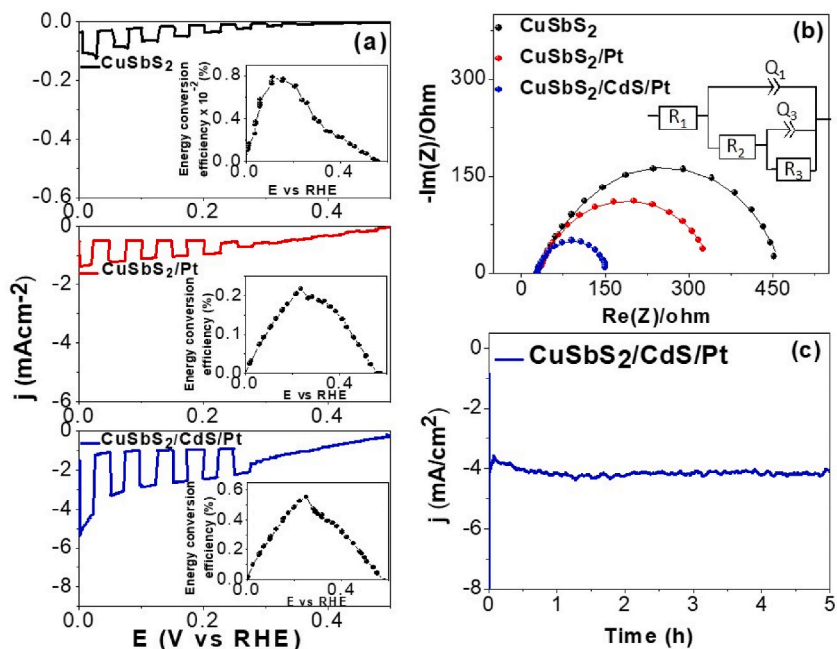 (a)
0.0
-0.2
-0.4
-0.6
CuSbS2
Energy conversion
efficiency x 10-2 (%)
0.8
0.4
0.0
0.0
0.4
E vs RHE
0.0
0.2
0.4
0
-2
-4
-6
CuSbS2/Pt
Energy conversion
efficiency (%)
0.2
0.1
0.0
0.0
0.4
E vs RHE
0.0
0.2
0.4
j (mAcm-2)
0
-2
-4
-6
-8
CuSbS2/CdS/Pt
Energy conversion
efficiency (%)
0.6
0.4
0.2
0.0
0.0
0.4
E vs RHE
0.0
0.2
0.4
E (V vs RHE)
(b)
CuSbS2
CuSbS2/Pt
CuSbS2/CdS/Pt
Q1
R1
Q3
R2
R3
-Im(Z)/Ohm
300
150
0
0
150
300
450
Re(Z)/ohm
(c)
CuSbS2/CdS/Pt
j (mA/cm2)
-2
-4
-6
-8
0
1
2
3
4
5
Time (h)